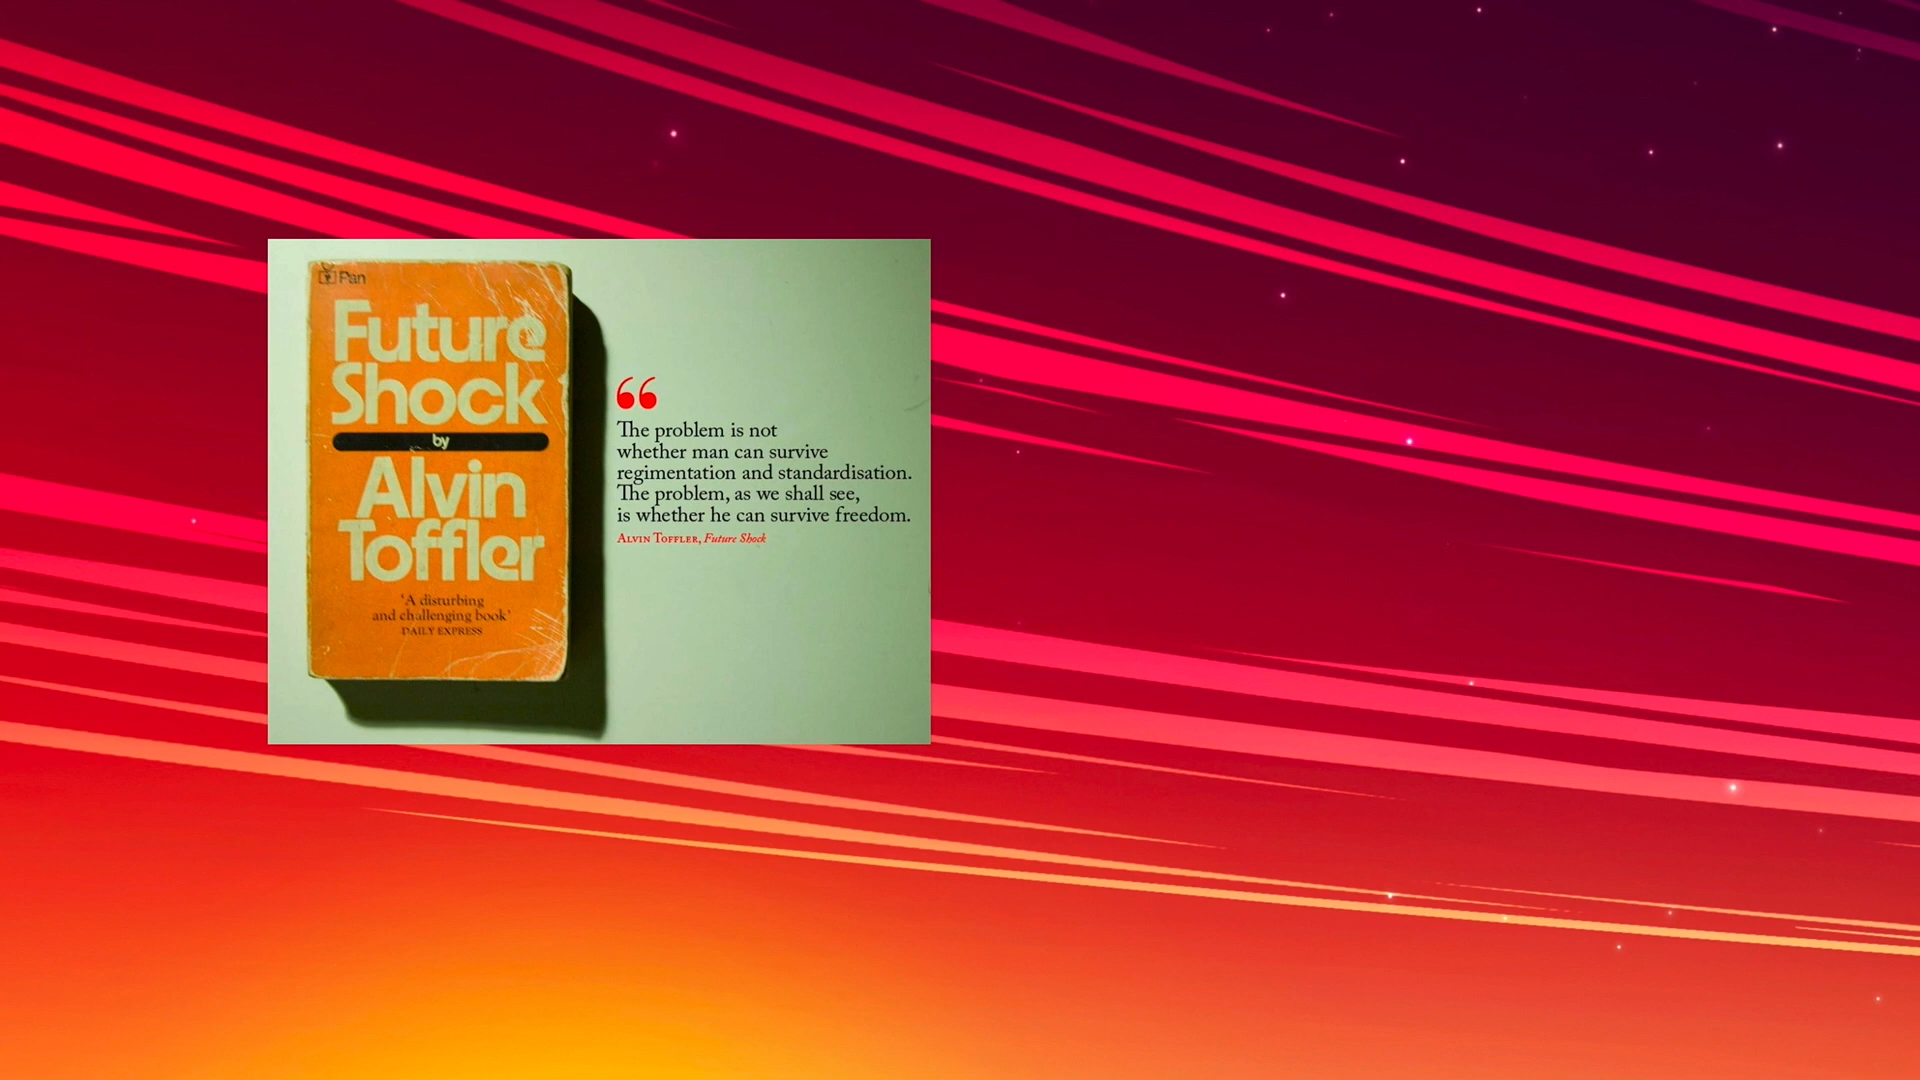 Pan
Future
Shock
by
Alvin
Toffler
‘A disturbing
and challenging book’
DAILY EXPRESS
“
The problem is not
whether man can survive
regimentation and standardisation.
The problem, as we shall see,
is whether he can survive freedom.
Alvin Toffler, Future Shock